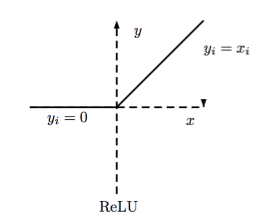 y
y_i = x_i
y_i = 0
x
ReLU